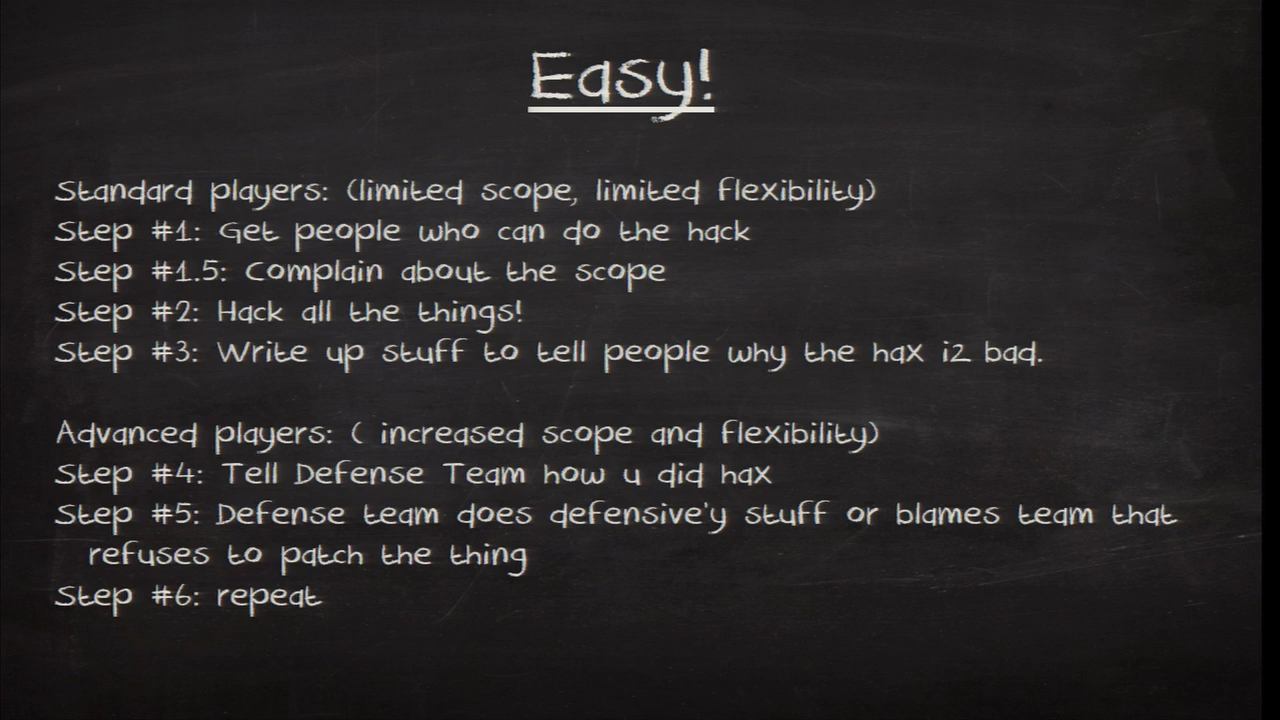 Easy!
Standard players: (limited scope, limited flexibility)
Step #1: Get people who can do the hack
Step #1.5: Complain about the scope
Step #2: Hack all the things!
Step #3: Write up stuff to tell people why the hax iz bad.
Advanced players: ( increased scope and flexibility)
Step #4: Tell Defense Team how u did hax
Step #5: Defense team does defensive'y stuff or blames team that
refuses to patch the thing
Step #6: repeat